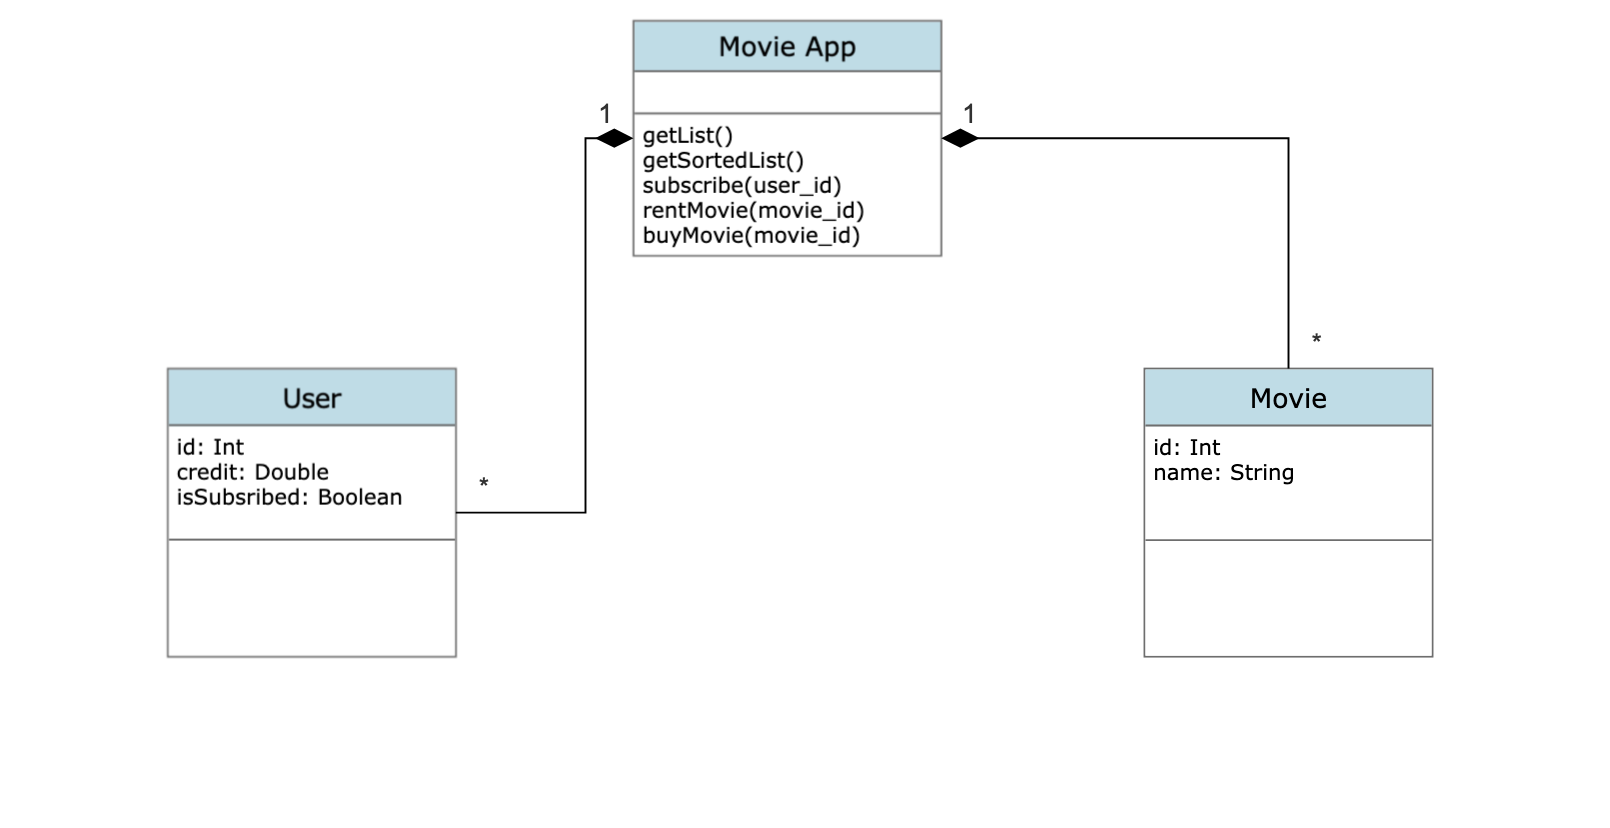 Movie App
1
1
getList()
getSortedList()
subscribe(user_id)
rentMovie(movie_id)
buyMovie(movie_id)
*
User
id: Int
credit: Double
isSubsribed: Boolean
*
Movie
id: Int
name: String